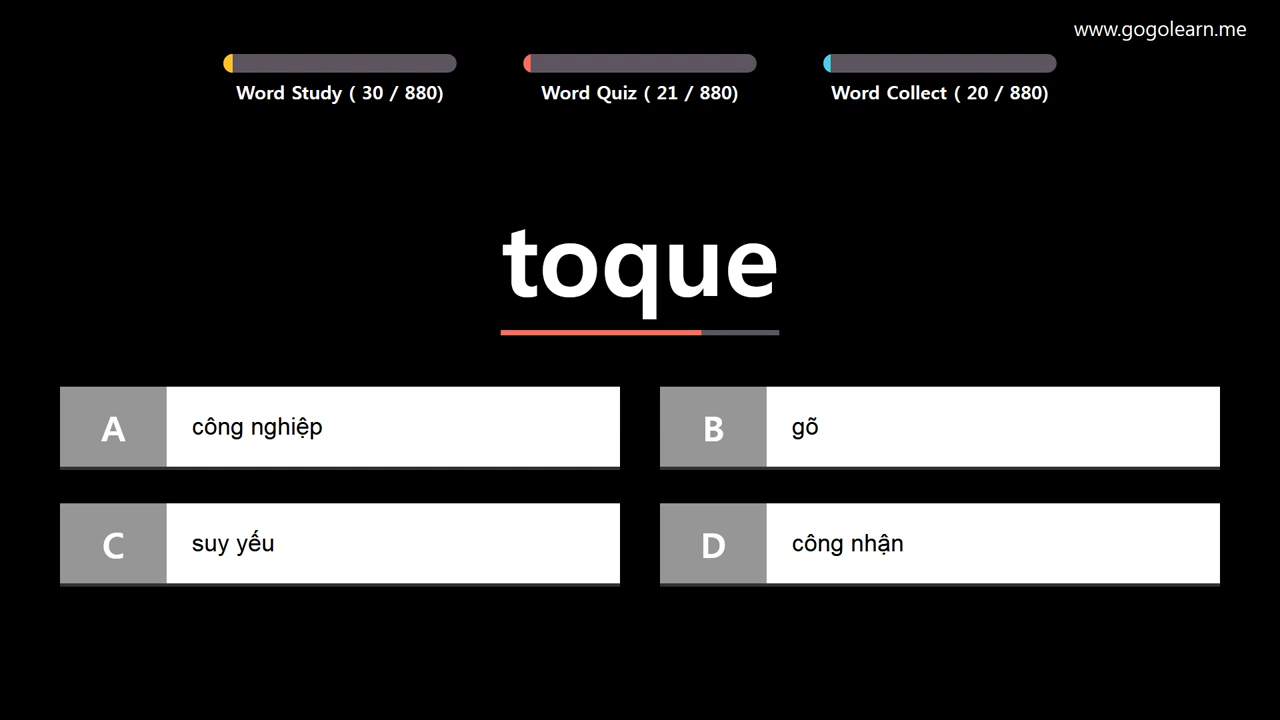 www.gogolearn.me
Word Study ( 30 / 880)
Word Quiz ( 21 / 880)
Word Collect ( 20 / 880)
toque
A công nghiệp
B gõ
C suy yếu
D công nhận